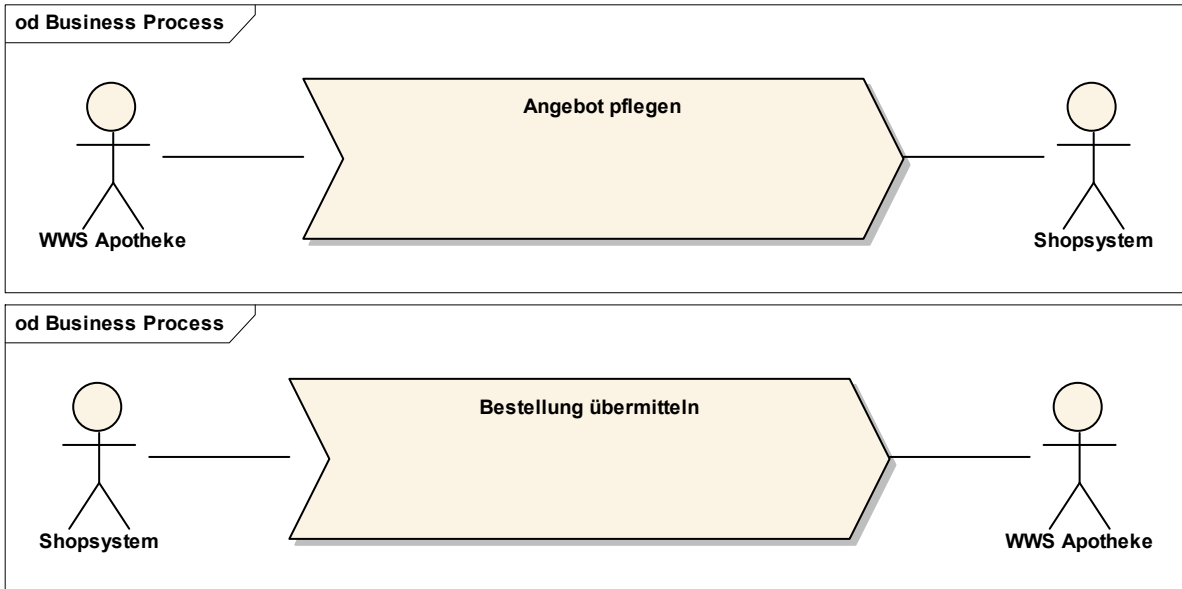 od Business Process
Angebot pflegen
WWS Apotheke
Shopsystem
od Business Process
Bestellung übermitteln
Shopsystem
WWS Apotheke